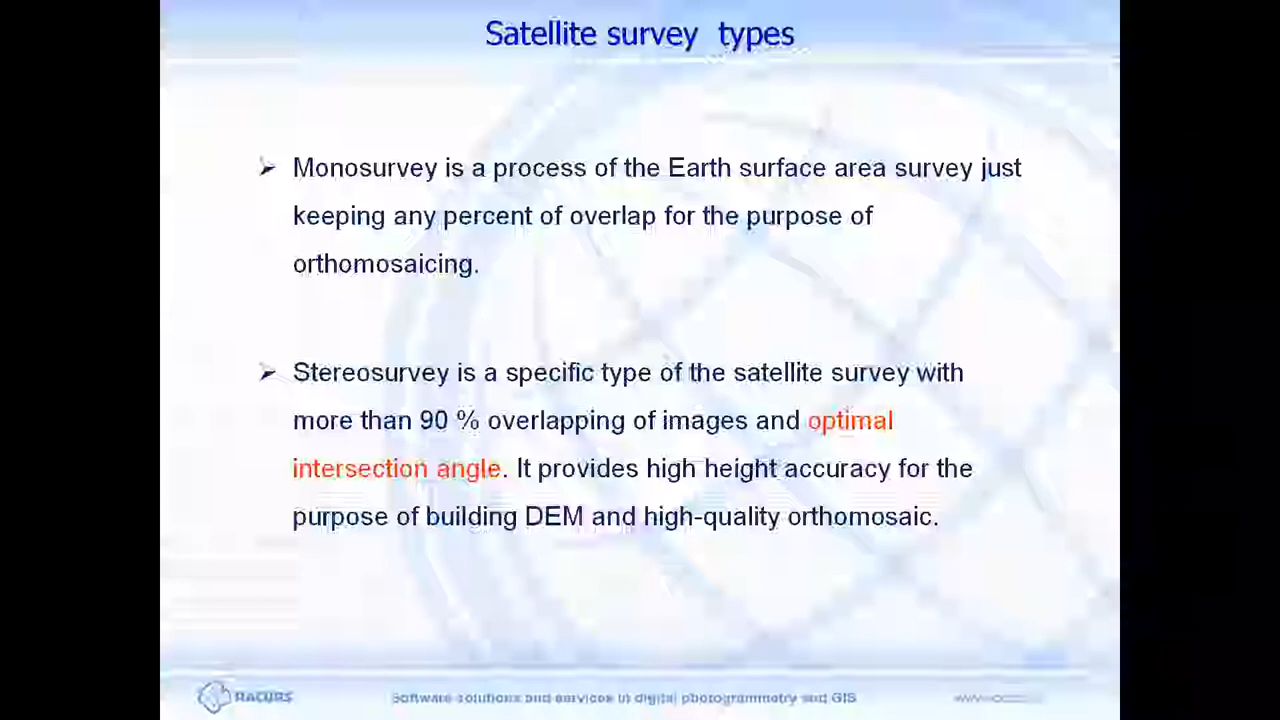 Satellite survey types
Monosurvey is a process of the Earth surface area survey just
keeping any percent of overlap for the purpose of
orthomosaicing.
Stereosurvey is a specific type of the satellite survey with
more than 90 % overlapping of images and optimal
intersection angle. It provides high height accuracy for the
purpose of building DEM and high-quality orthomosaic.
RACURS
Software solutions and services in digital photogrammetry and GIS